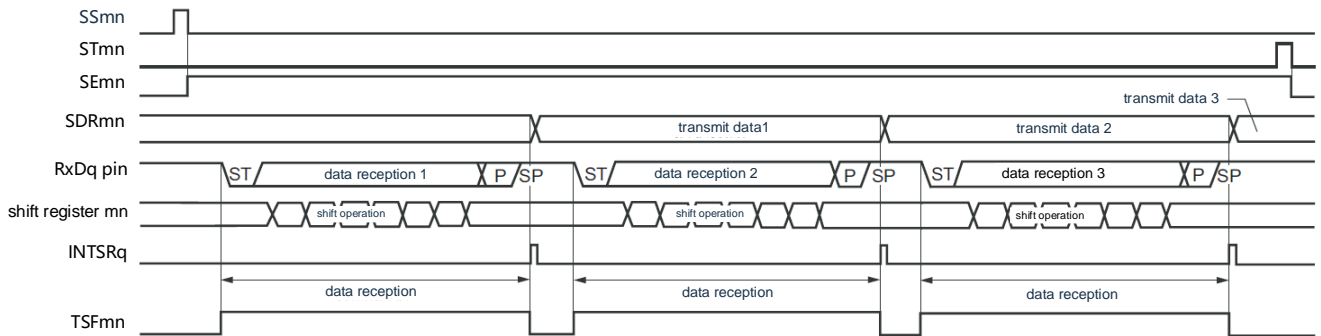 SSmn
STmn
SEmn
transmit data 3
SDRmn
transmit data1
transmit data 2
RxDq pin
ST
data reception 1
P
SP
ST
data reception 2
P
SP
ST
data reception 3
P
SP
shift register mn
shift operation
shift operation
shift operation
INTSRq
data reception
data reception
data reception
TSFmn